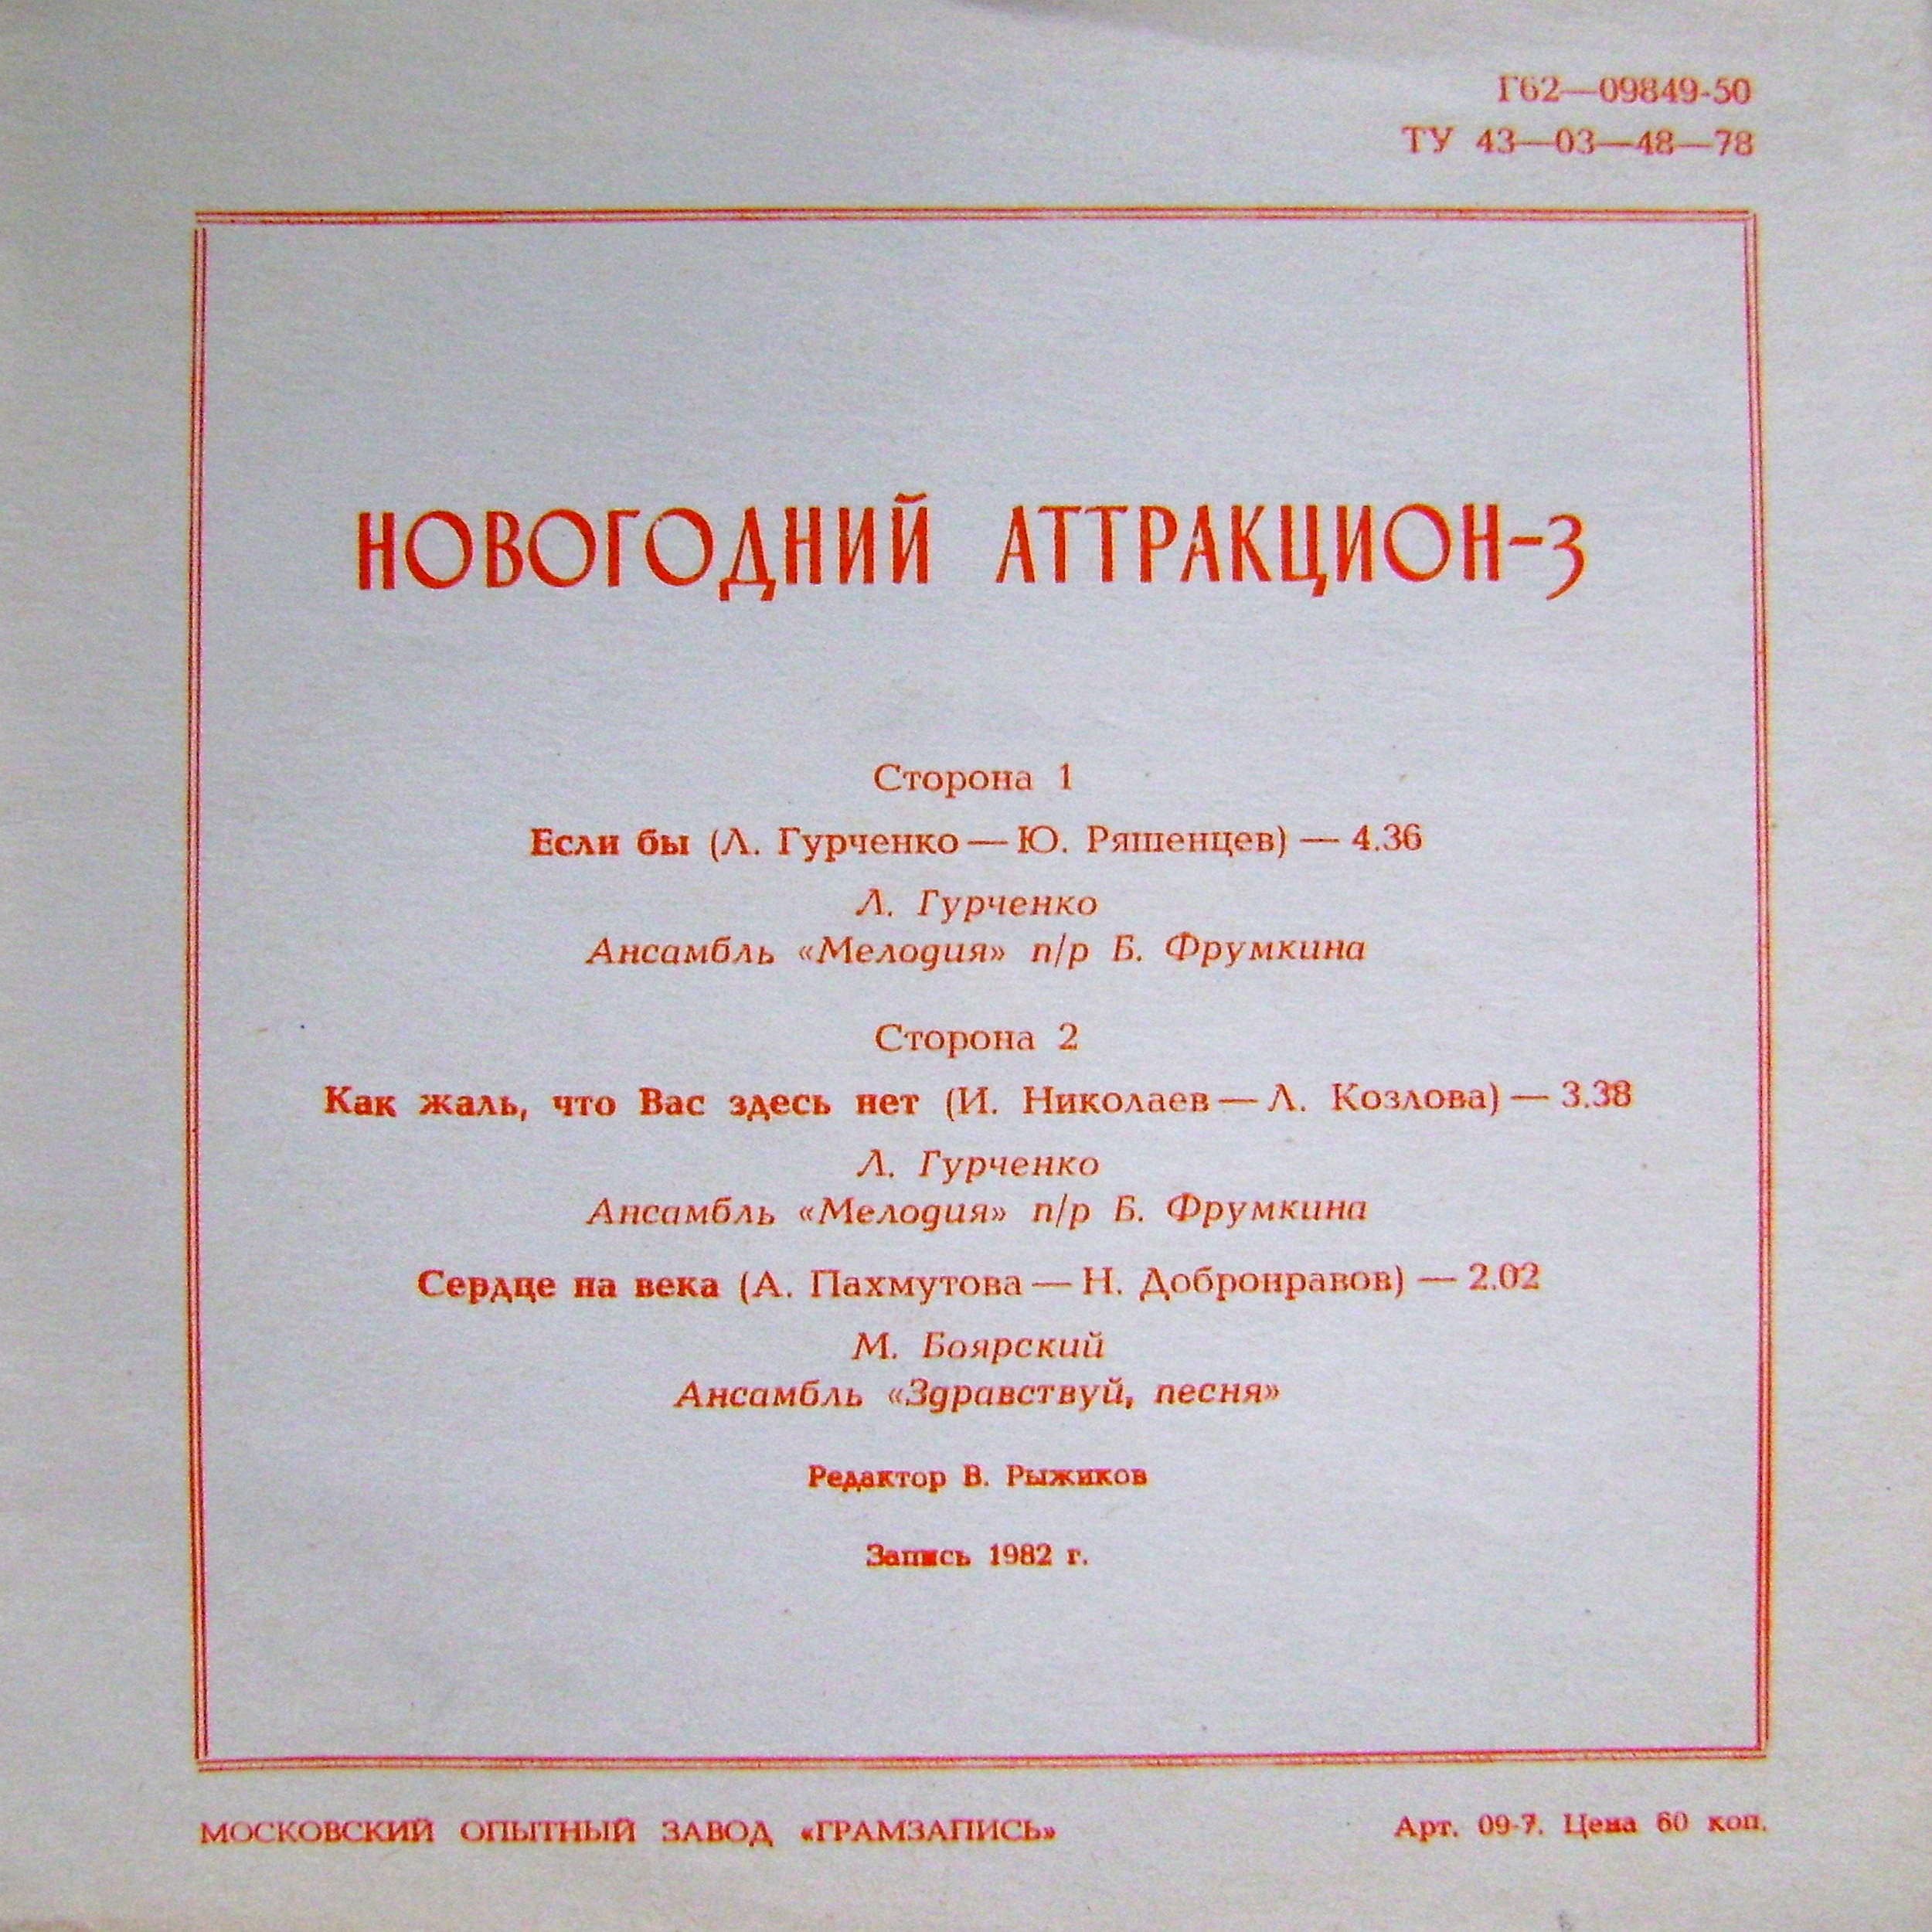 Г62—09849-50
ТУ 43—03—48—78
НОВОГОДНИЙ АТТРАКЦИОН-3
Сторона 1
Если бы (Л. Гурченко — Ю. Ряшенцев) — 4.36
Л. Гурченко
Ансамбль «Мелодия» п/р Б. Фрумкина
Сторона 2
Как жаль, что Вас здесь нет (И. Николаев — Л. Козлова) — 3.38
Л. Гурченко
Ансамбль «Мелодия» п/р Б. Фрумкина
Сердце на века (А. Пахмутова — Н. Добронравов) — 2.02
М. Боярский
Ансамбль «Здравствуй, песня»
Редактор В. Рыжиков
Запись 1982 г.
МОСКОВСКИЙ ОПЫТНЫЙ ЗАВОД «ГРАМЗАПИСЬ»
Арт. 09-7. Цена 60 коп.